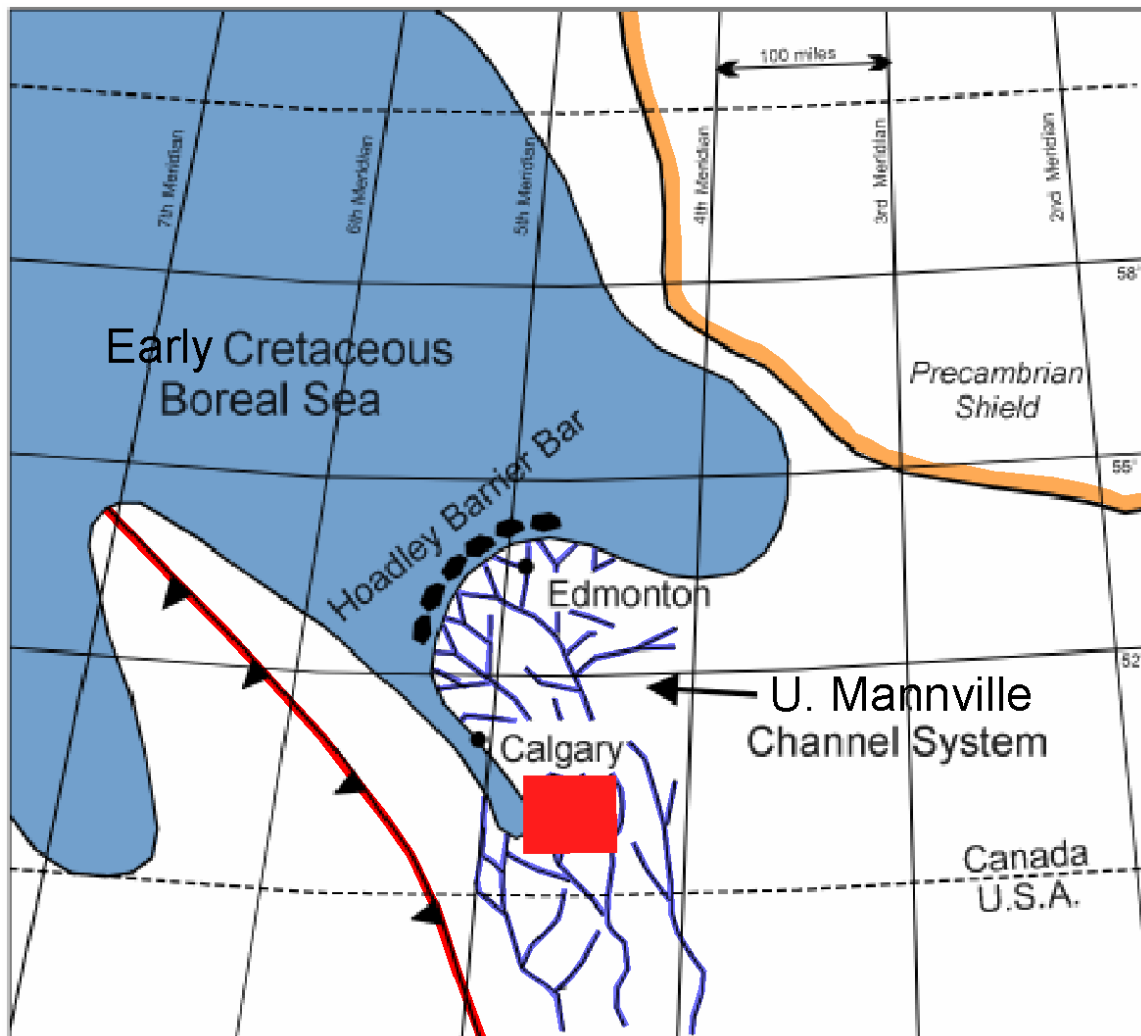 100 miles
7th Meridian
6th Meridian
5th Meridian
4th Meridian
3rd Meridian
2nd Meridian
58°
Early Cretaceous
Boreal Sea
Precambrian
Shield
55°
Hoadley Barrier Bar
Edmonton
52°
U. Mannville
Channel System
Calgary
Canada
U.S.A.